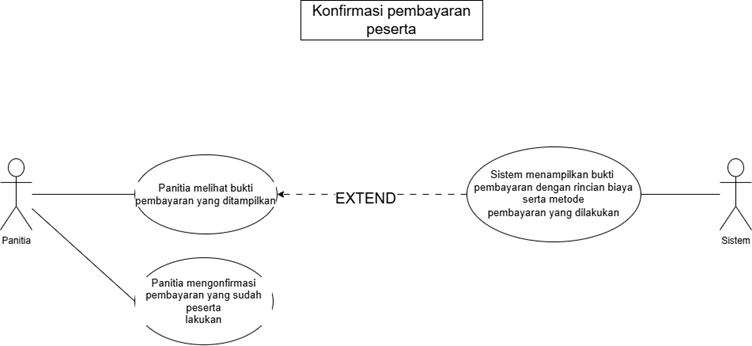 Konfirmasi pembayaran
peserta
Panitia melihat bukti
pembayaran yang ditampilkan
EXTEND
Sistem menampilkan bukti
pembayaran dengan rincian biaya
serta metode
pembayaran yang dilakukan
Panitia
Sistem
Panitia mengonfirmasi
pembayaran yang sudah
peserta
lakukan